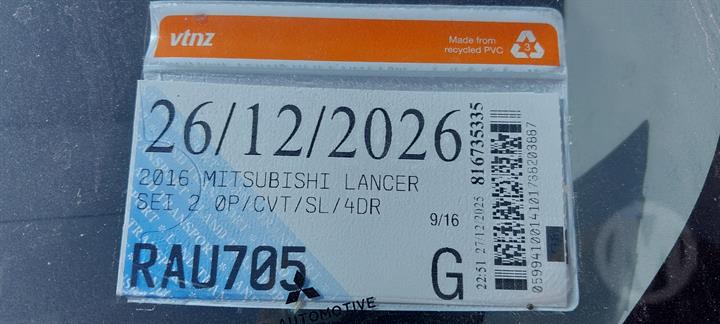 vtnz
Made from
recycled PVC
3
26/12/2026
2016 MITSUBISHI LANCER
SEI 2 0P/CVT/SL/4DR
9/16
RAU705
G
AUTOMOTIVE
22:51 27/12/2025 816735335
0599410014101788203887